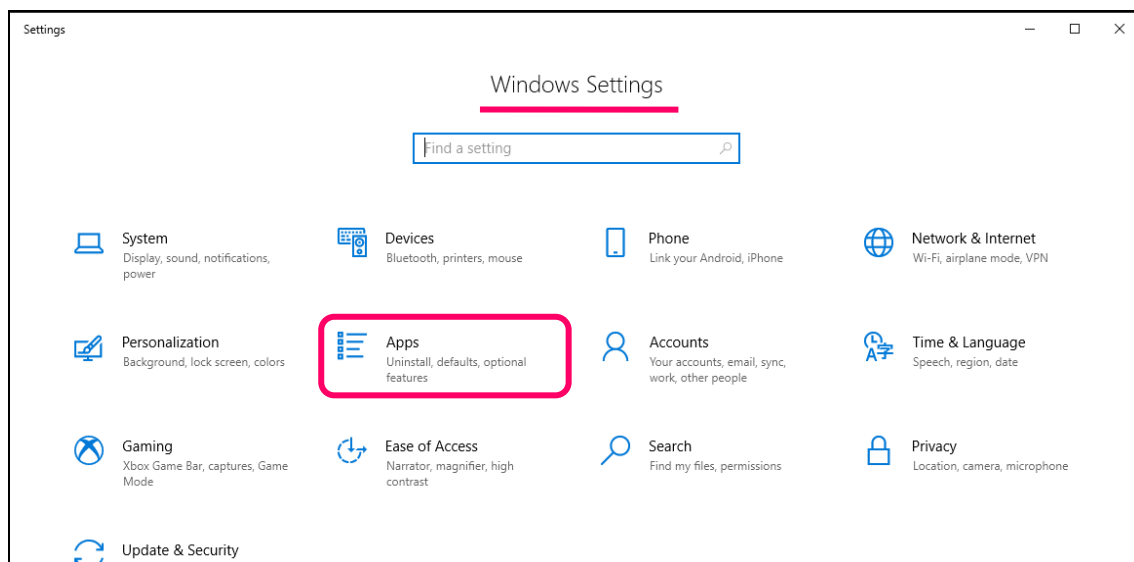 Settings
Windows Settings
Find a setting
System
Display, sound, notifications,
power
Devices
Bluetooth, printers, mouse
Phone
Link your Android, iPhone
Network & Internet
Wi-Fi, airplane mode, VPN
Personalization
Background, lock screen, colors
Apps
Uninstall, defaults, optional
features
Accounts
Your accounts, email, sync,
work, other people
Time & Language
Speech, region, date
Gaming
Xbox Game Bar, captures, Game
Mode
Ease of Access
Narrator, magnifier, high
contrast
Search
Find my files, permissions
Privacy
Location, camera, microphone
Update & Security